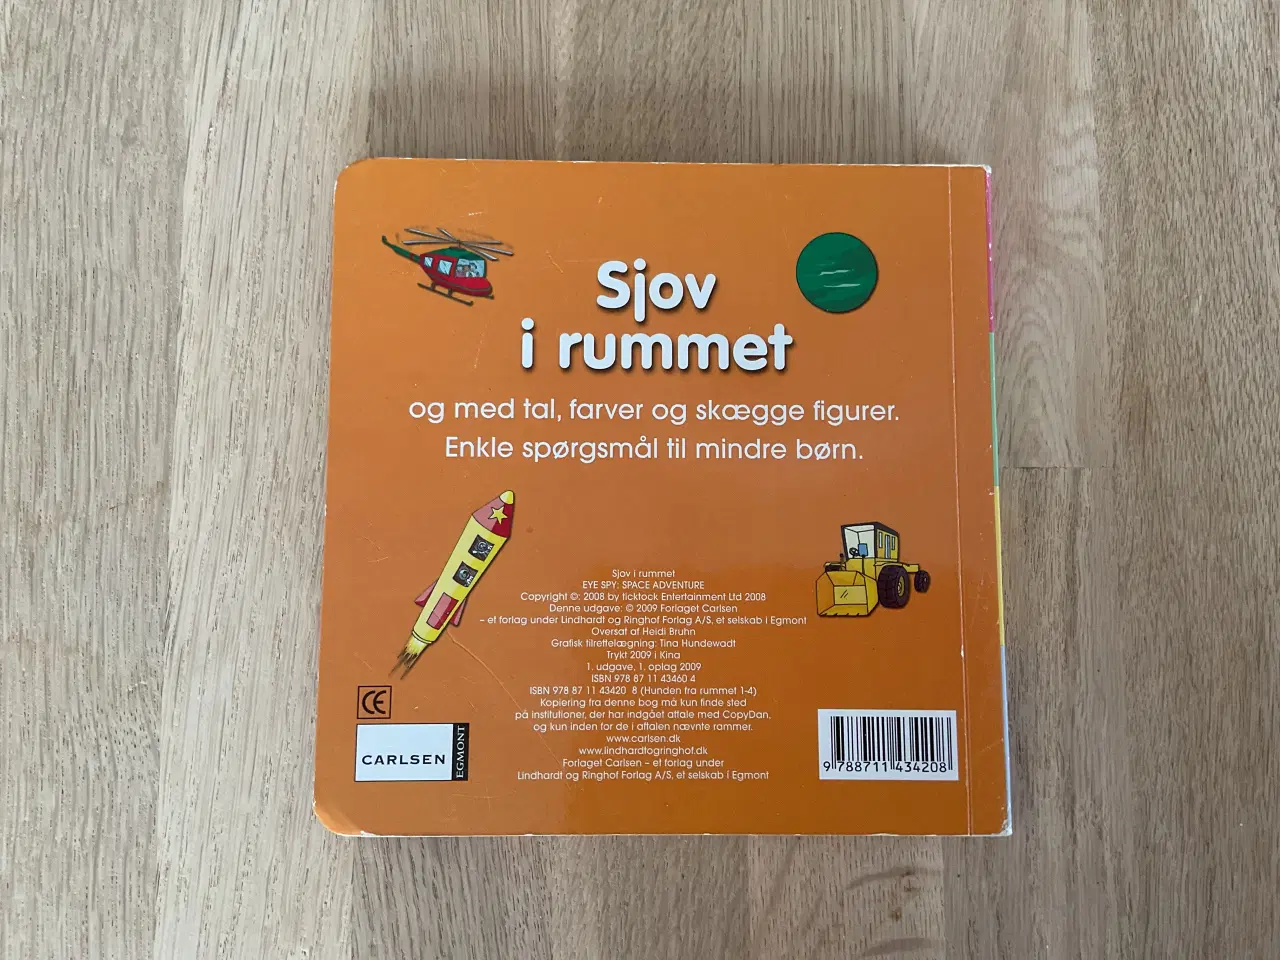 Sjov
i rummet
og med tal, farver og skægge figurer.
Enkle spørgsmål til mindre børn.
Sjov i rummet
EYE SPY: SPACE ADVENTURE
Copyright ©: 2008 by ticktock Entertainment Ltd 2008
Denne udgave: © 2009 Forlaget Carlsen
– et forlag under Lindhardt og Ringhof Forlag A/S, et selskab i Egmont
Oversat af Heidi Bruhn
Grafisk tilrettelægning: Tina Hundewadt
Trykt 2009 i Kina
1. udgave, 1. oplag 2009
ISBN 978 87 11 43460 4
ISBN 978 87 11 43420 8 (Hunden fra rummet 1-4)
Kopiering fra denne bog må kun finde sted
på institutioner, der har indgået aftale med CopyDan,
og kun inden for de i aftalen nævnte rammer.
www.carlsen.dk
www.lindhardtogringhof.dk
Forlaget Carlsen – et forlag under
Lindhardt og Ringhof Forlag A/S, et selskab i Egmont
CE
CARLSEN
EGMONT
9 788711 434208